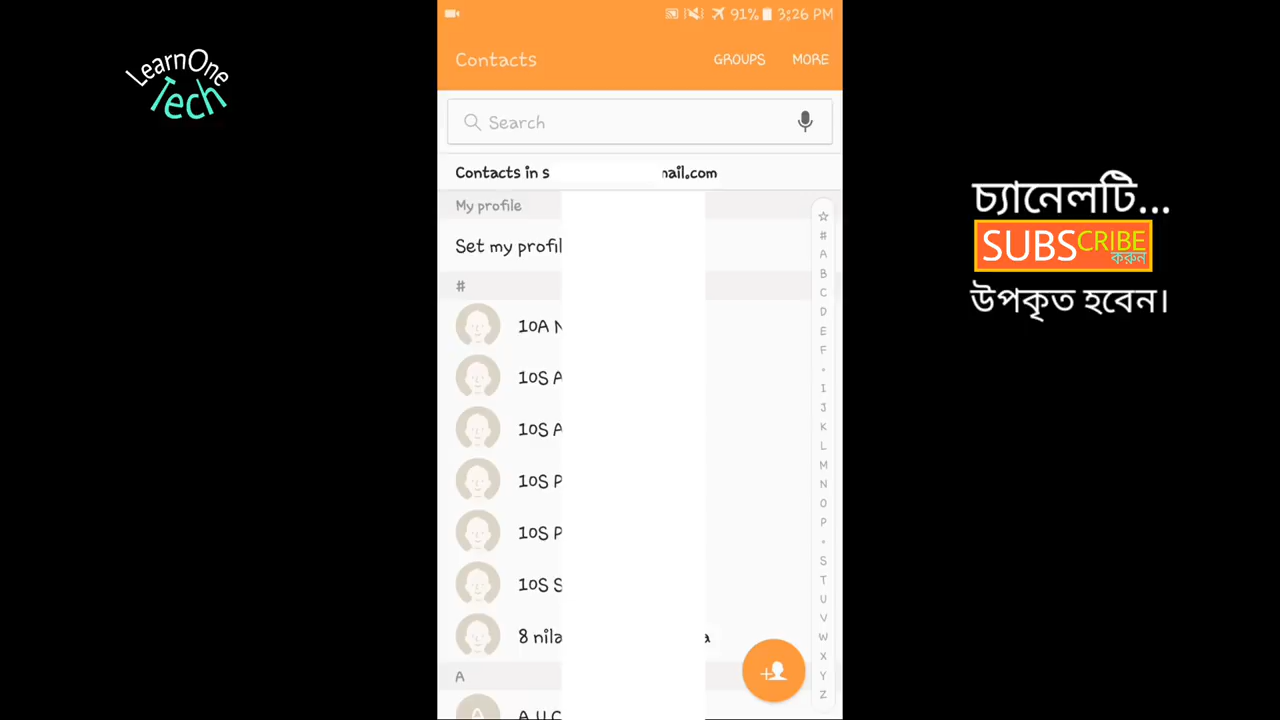 LearnOne
Tech
91% 3:26 PM
Contacts GROUPS MORE
Search
Contacts in s nail.com
My profile
Set my profil
#
10A N
10S A
10S A
10S P
10S P
10S S
8 nila a
A
A
A U C
☆
#
A
B
C
D
E
F
•
I
J
K
L
M
N
O
P
•
S
T
U
V
W
X
Y
Z
চ্যানেলটি...
SUBSCRIBE
করুন
উপকৃত হবেন।